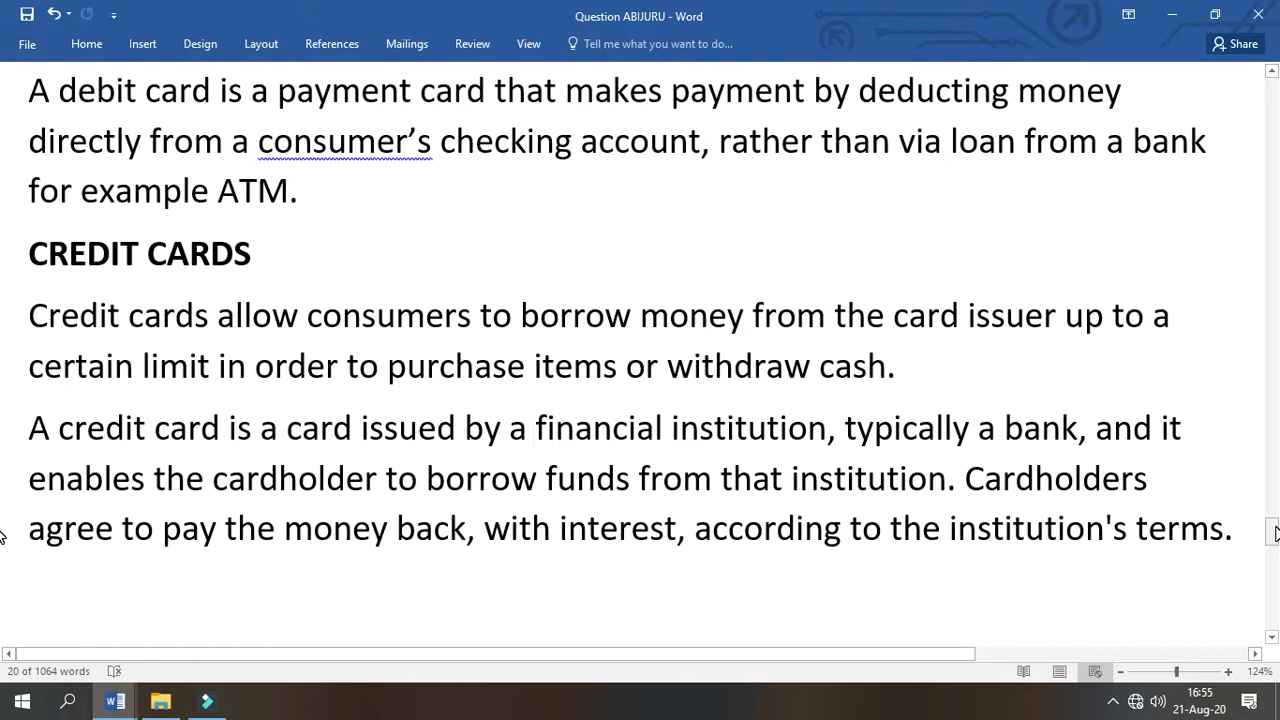 Question ABIJURU - Word
File Home Insert Design Layout References Mailings Review View Tell me what you want to do... Share
A debit card is a payment card that makes payment by deducting money
directly from a consumer’s checking account, rather than via loan from a bank
for example ATM.
CREDIT CARDS
Credit cards allow consumers to borrow money from the card issuer up to a
certain limit in order to purchase items or withdraw cash.
A credit card is a card issued by a financial institution, typically a bank, and it
enables the cardholder to borrow funds from that institution. Cardholders
agree to pay the money back, with interest, according to the institution's terms.
20 of 1064 words 124%
16:55
21-Aug-20